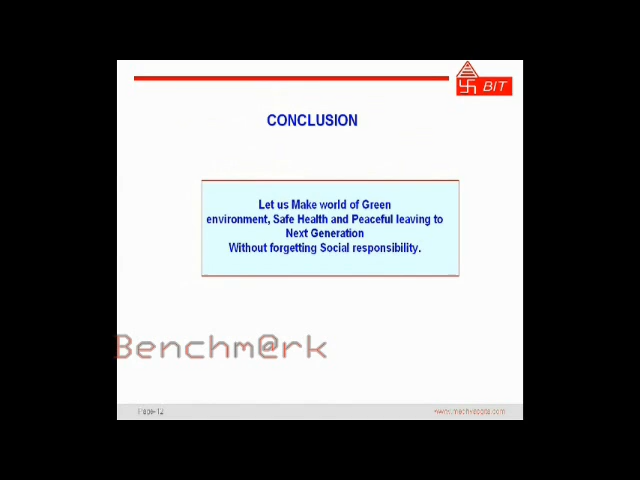 BIT
CONCLUSION
Let us Make world of Green
environment, Safe Health and Peaceful leaving to
Next Generation
Without forgetting Social responsibility.
Benchm@rk